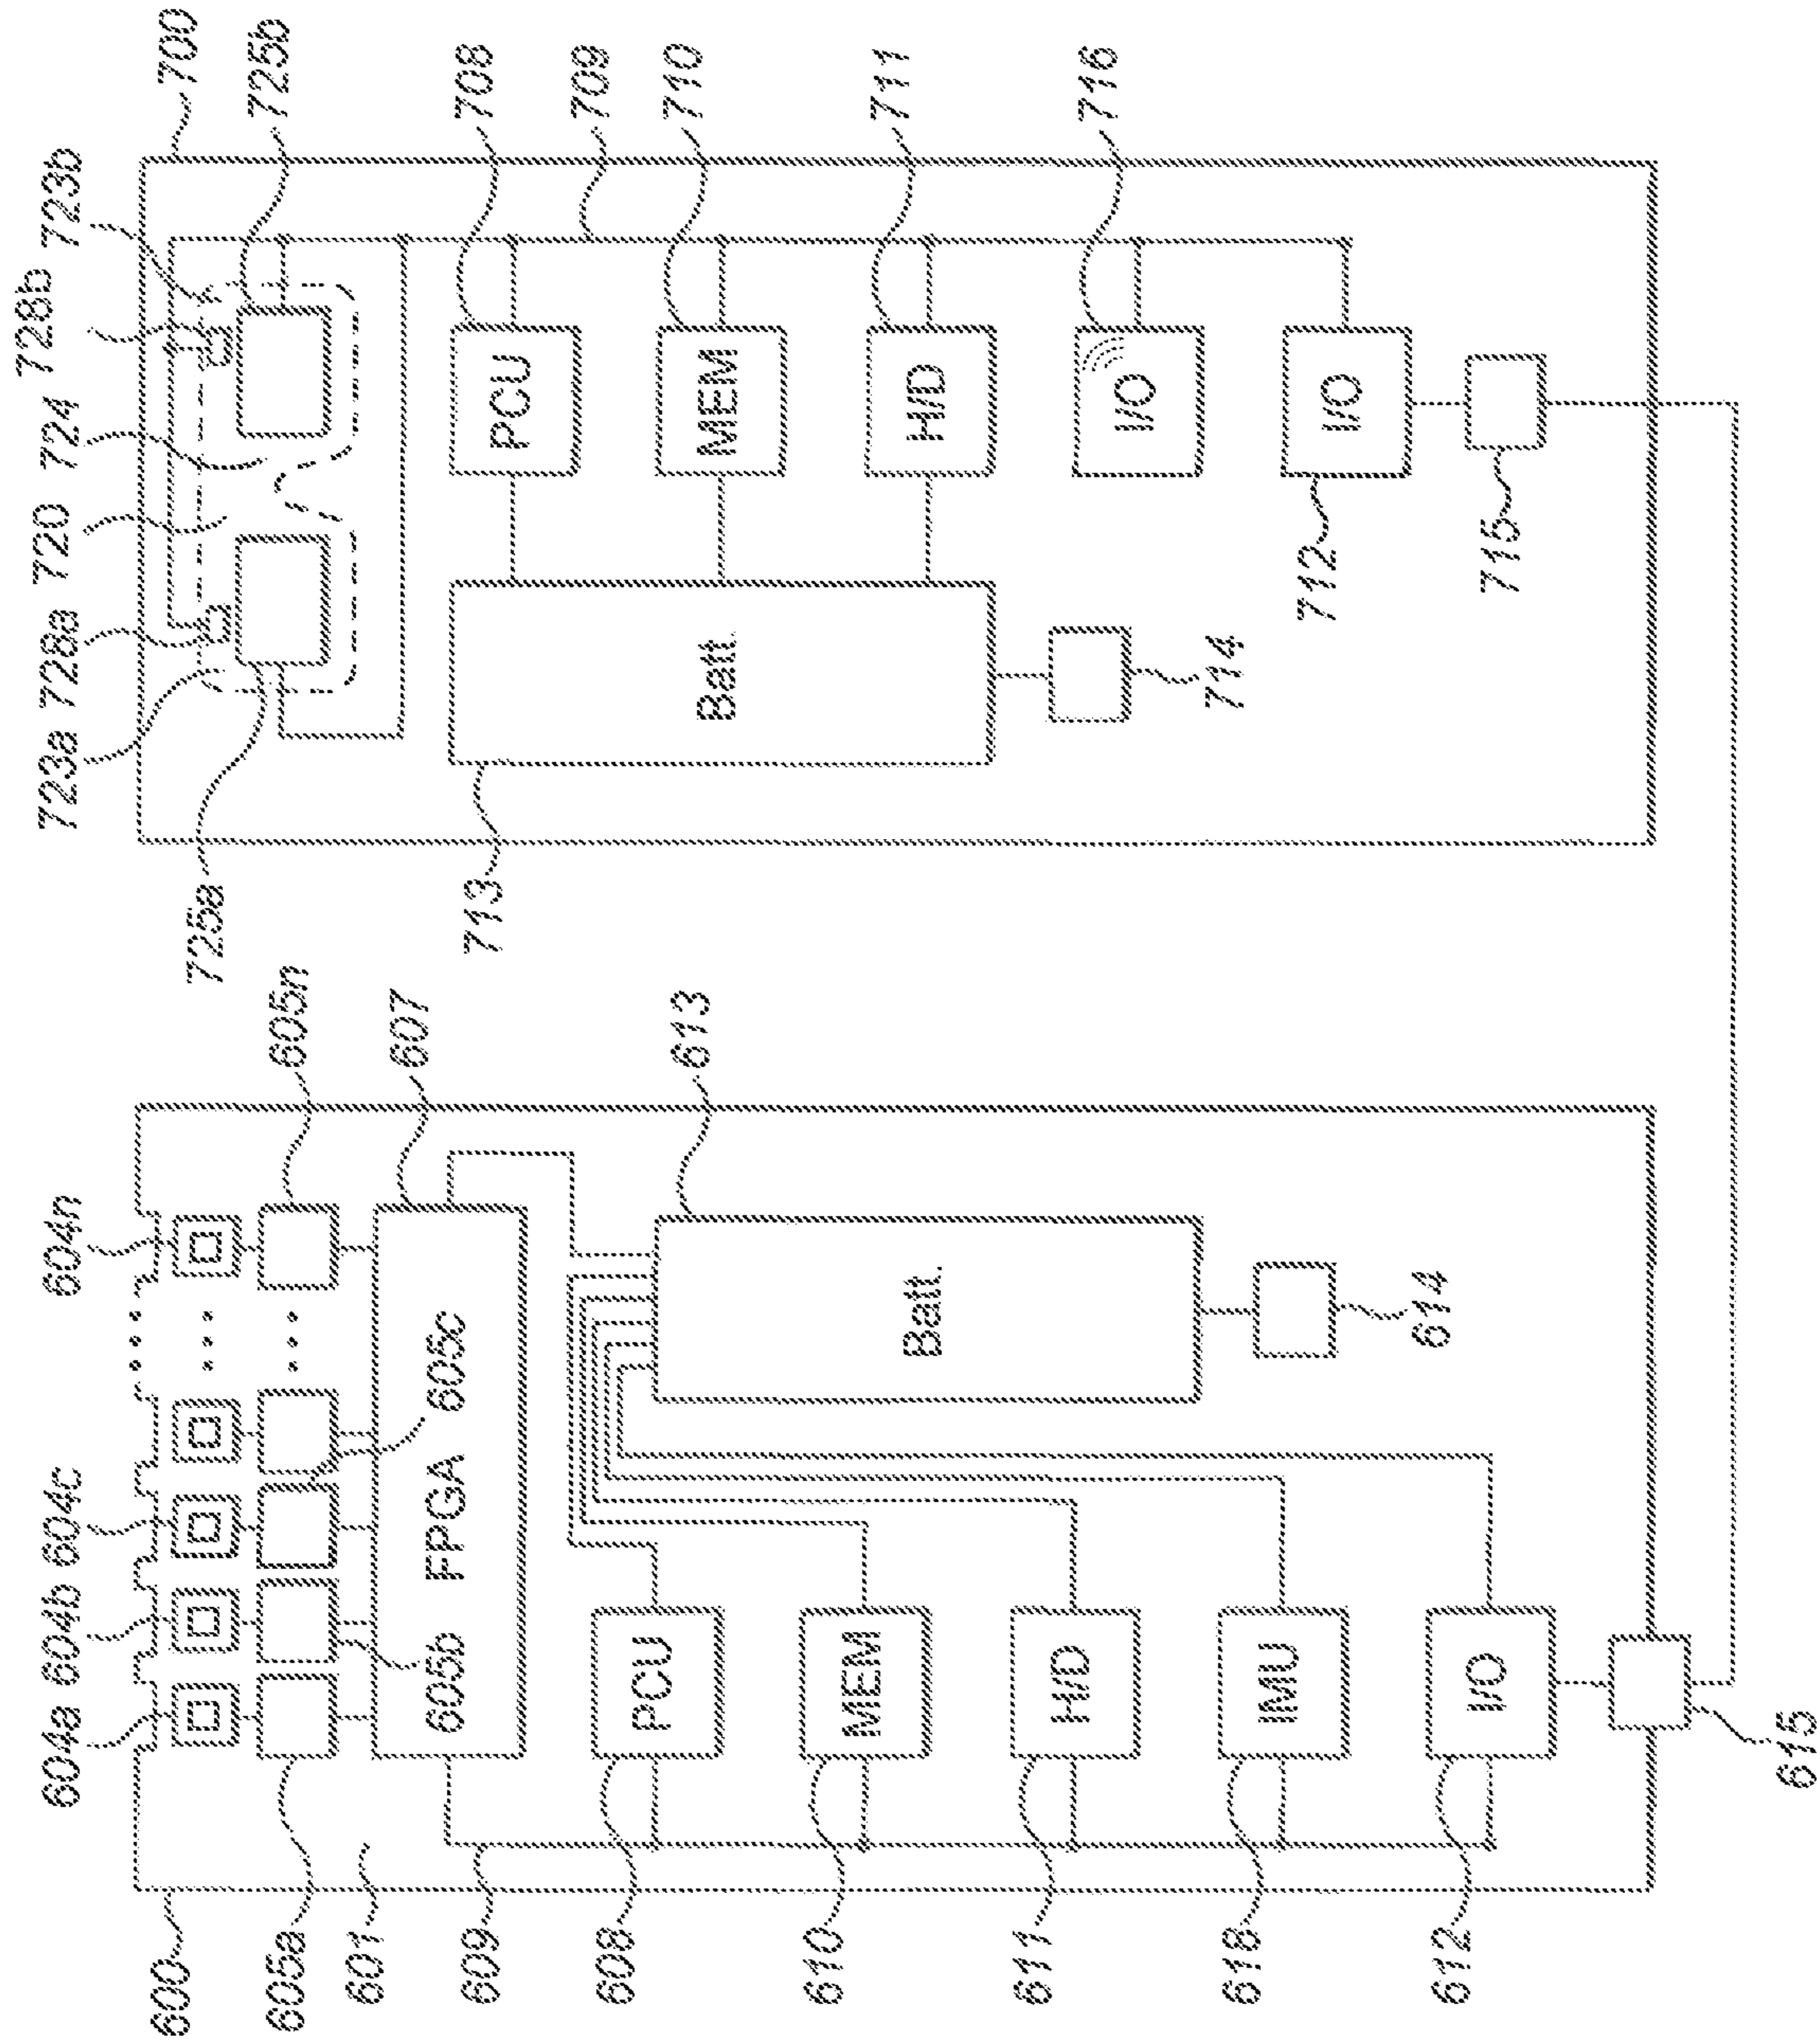 600
604a
604b
604c
604n
605a
605b
605c
605n
601
607
FPGA
609
608
PCU
613
Batt.
610
MEM
611
H/D
618
IMU
614
612
I/O
615
700
723a
728a
720
724
728b
723b
725a
725b
713
Batt.
708
PCU
709
710
MEM
711
H/D
714
716
I/O
712
I/O
715